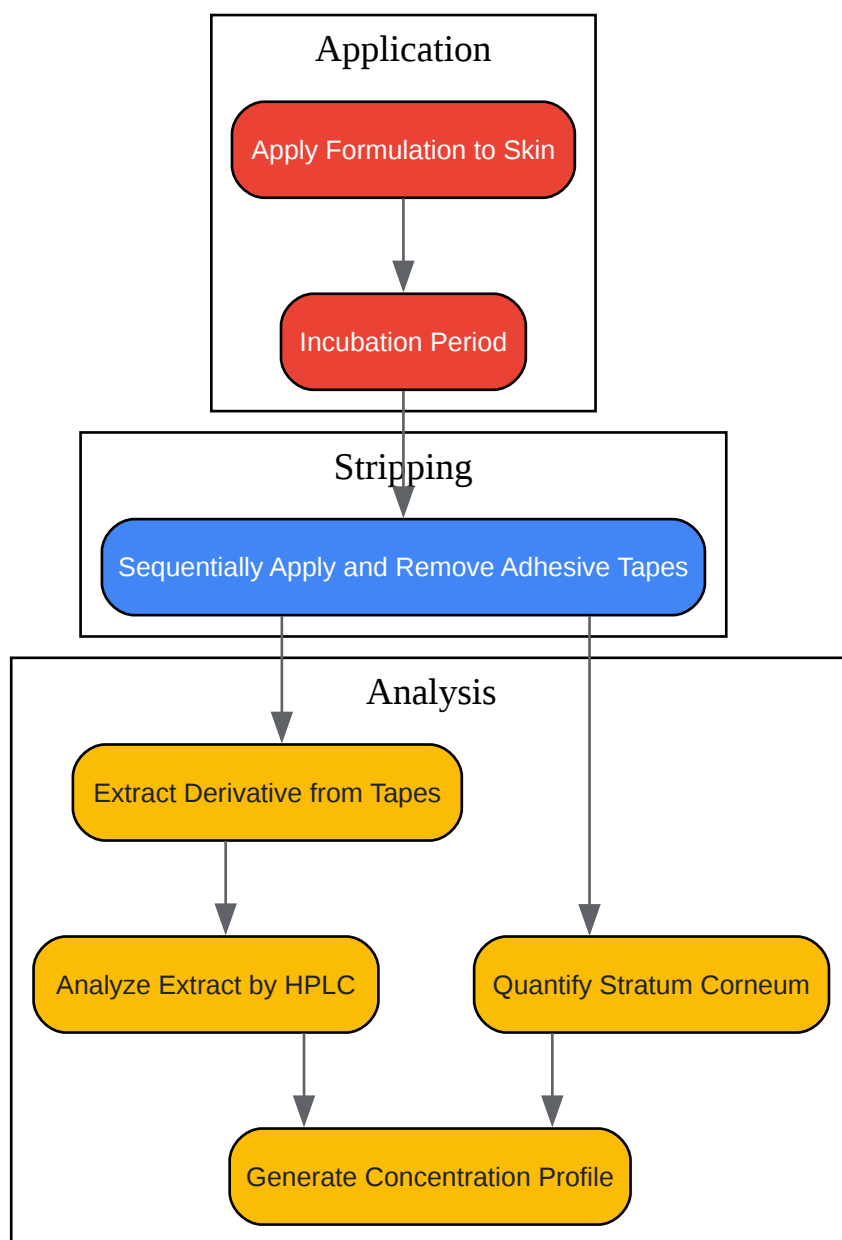 Application
Apply Formulation to Skin
Incubation Period
Stripping
Sequentially Apply and Remove Adhesive Tapes
Analysis
Extract Derivative from Tapes
Analyze Extract by HPLC
Quantify Stratum Corneum
Generate Concentration Profile